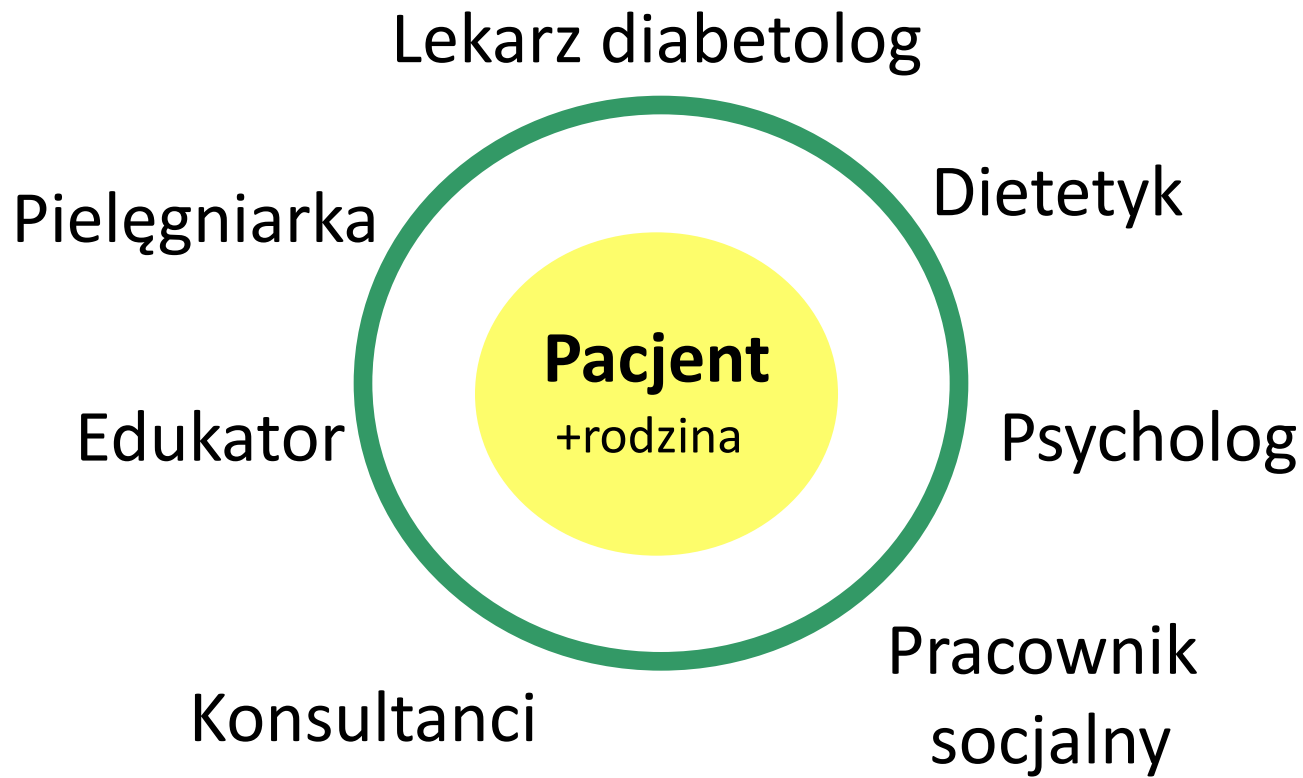 Lekarz diabetolog
Pielęgniarka
Dietetyk
Pacjent
+rodzina
Edukator
Psycholog
Pracownik
socjalny
Konsultanci